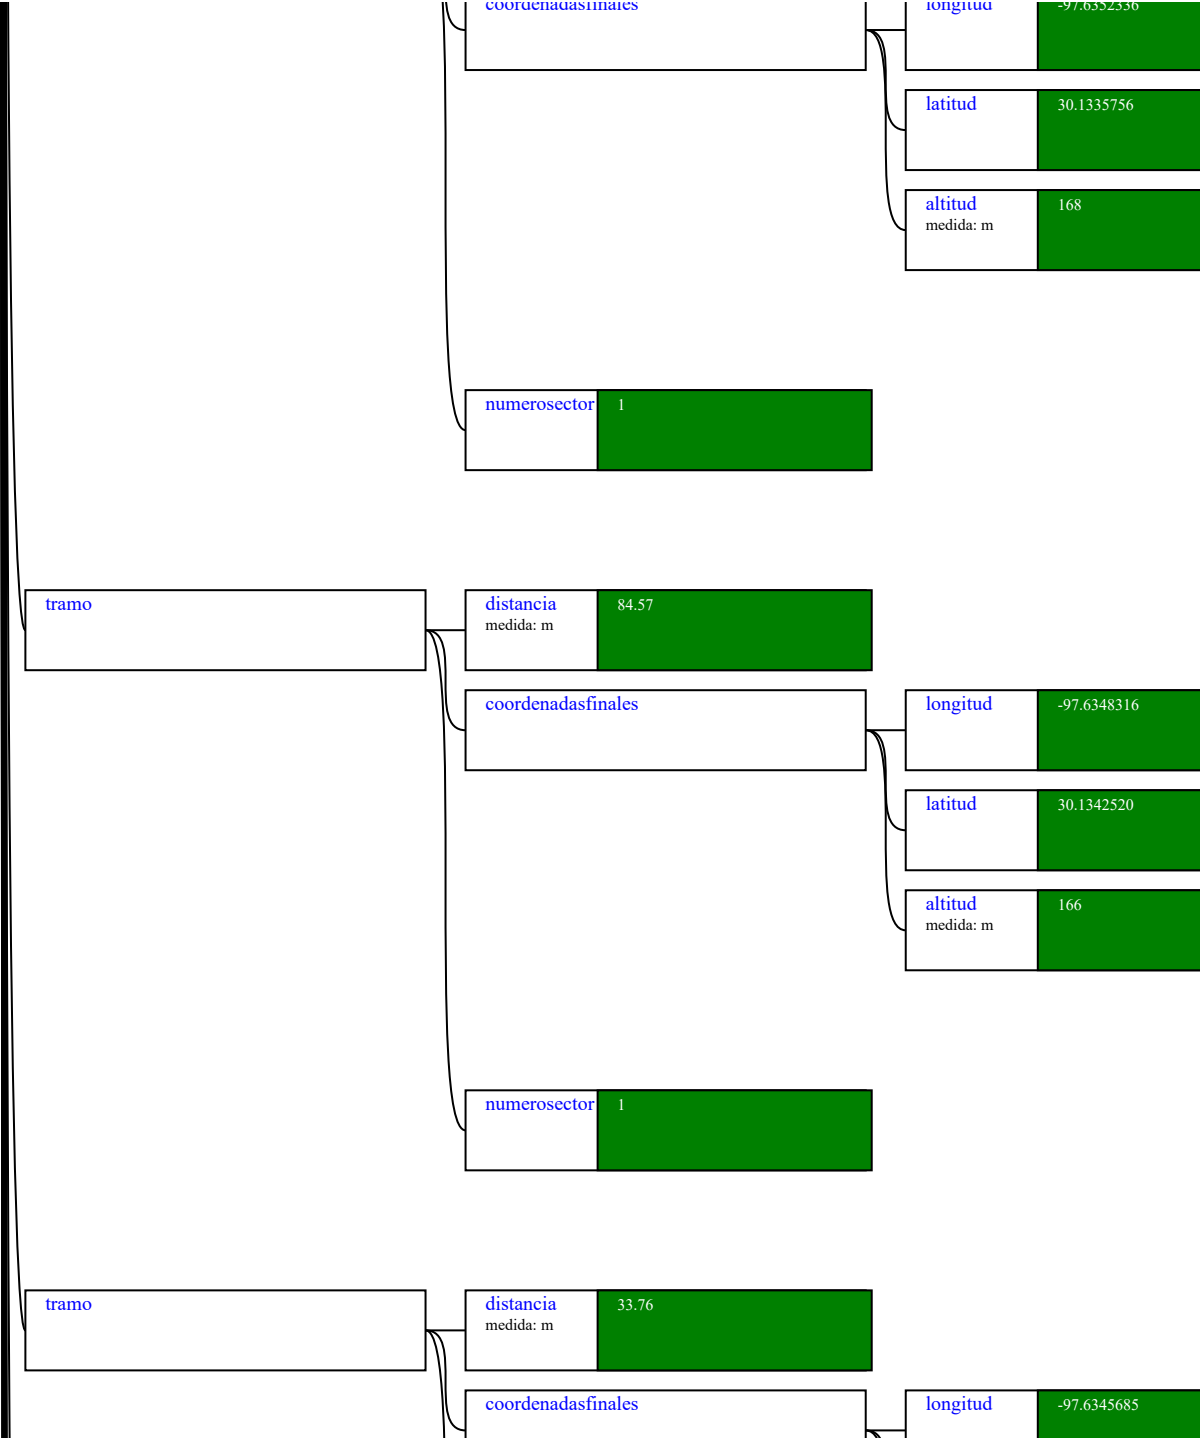 coordenadasfinales
longitud
-97.6352336
latitud
30.1335756
altitud
168
medida: m
numerosector
1
tramo
distancia
84.57
medida: m
coordenadasfinales
longitud
-97.6348316
latitud
30.1342520
altitud
166
medida: m
numerosector
1
tramo
distancia
33.76
medida: m
coordenadasfinales
longitud
-97.6345685